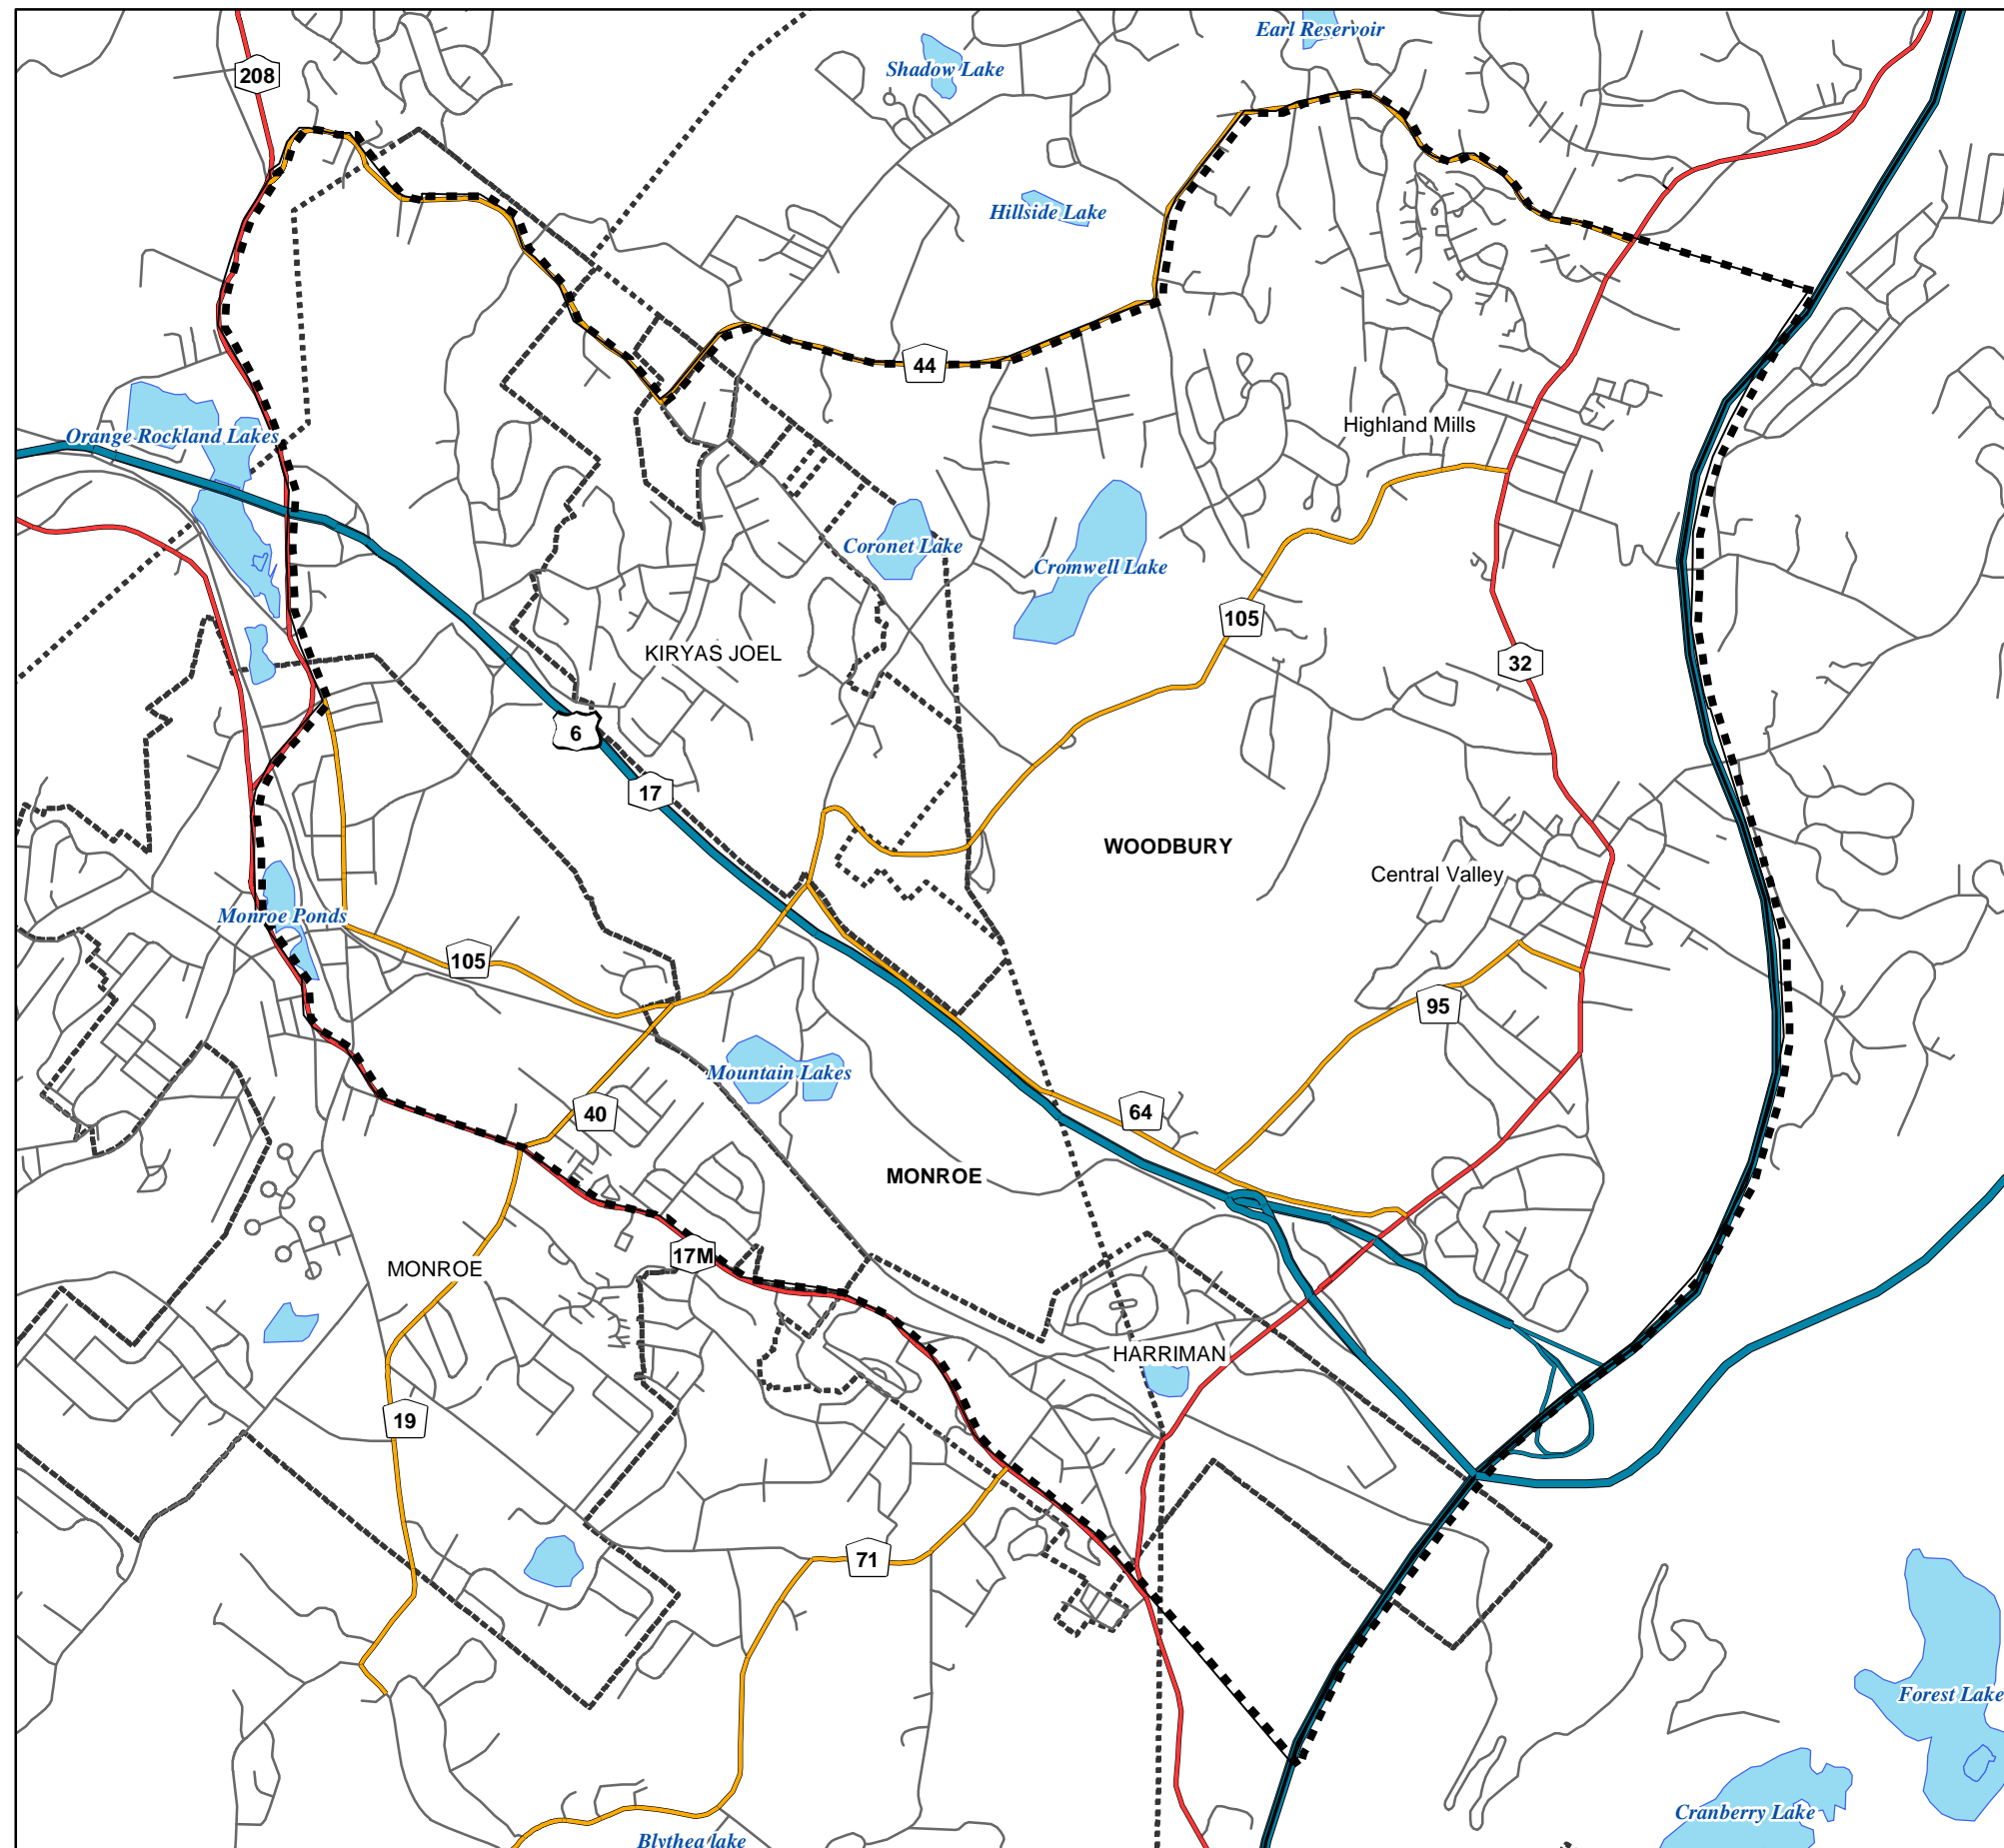 Earl Reservoir
Shadow Lake
208
Hillside Lake
44
Highland Mills
Orange Rockland Lakes
Coronet Lake
Cromwell Lake
105
KIRYAS JOEL
32
6
17
WOODBURY
Central Valley
Monroe Ponds
105
95
Mountain Lakes
40
64
MONROE
17M
MONROE
HARRIMAN
19
71
Forest Lake
Cranberry Lake
Blythea lake